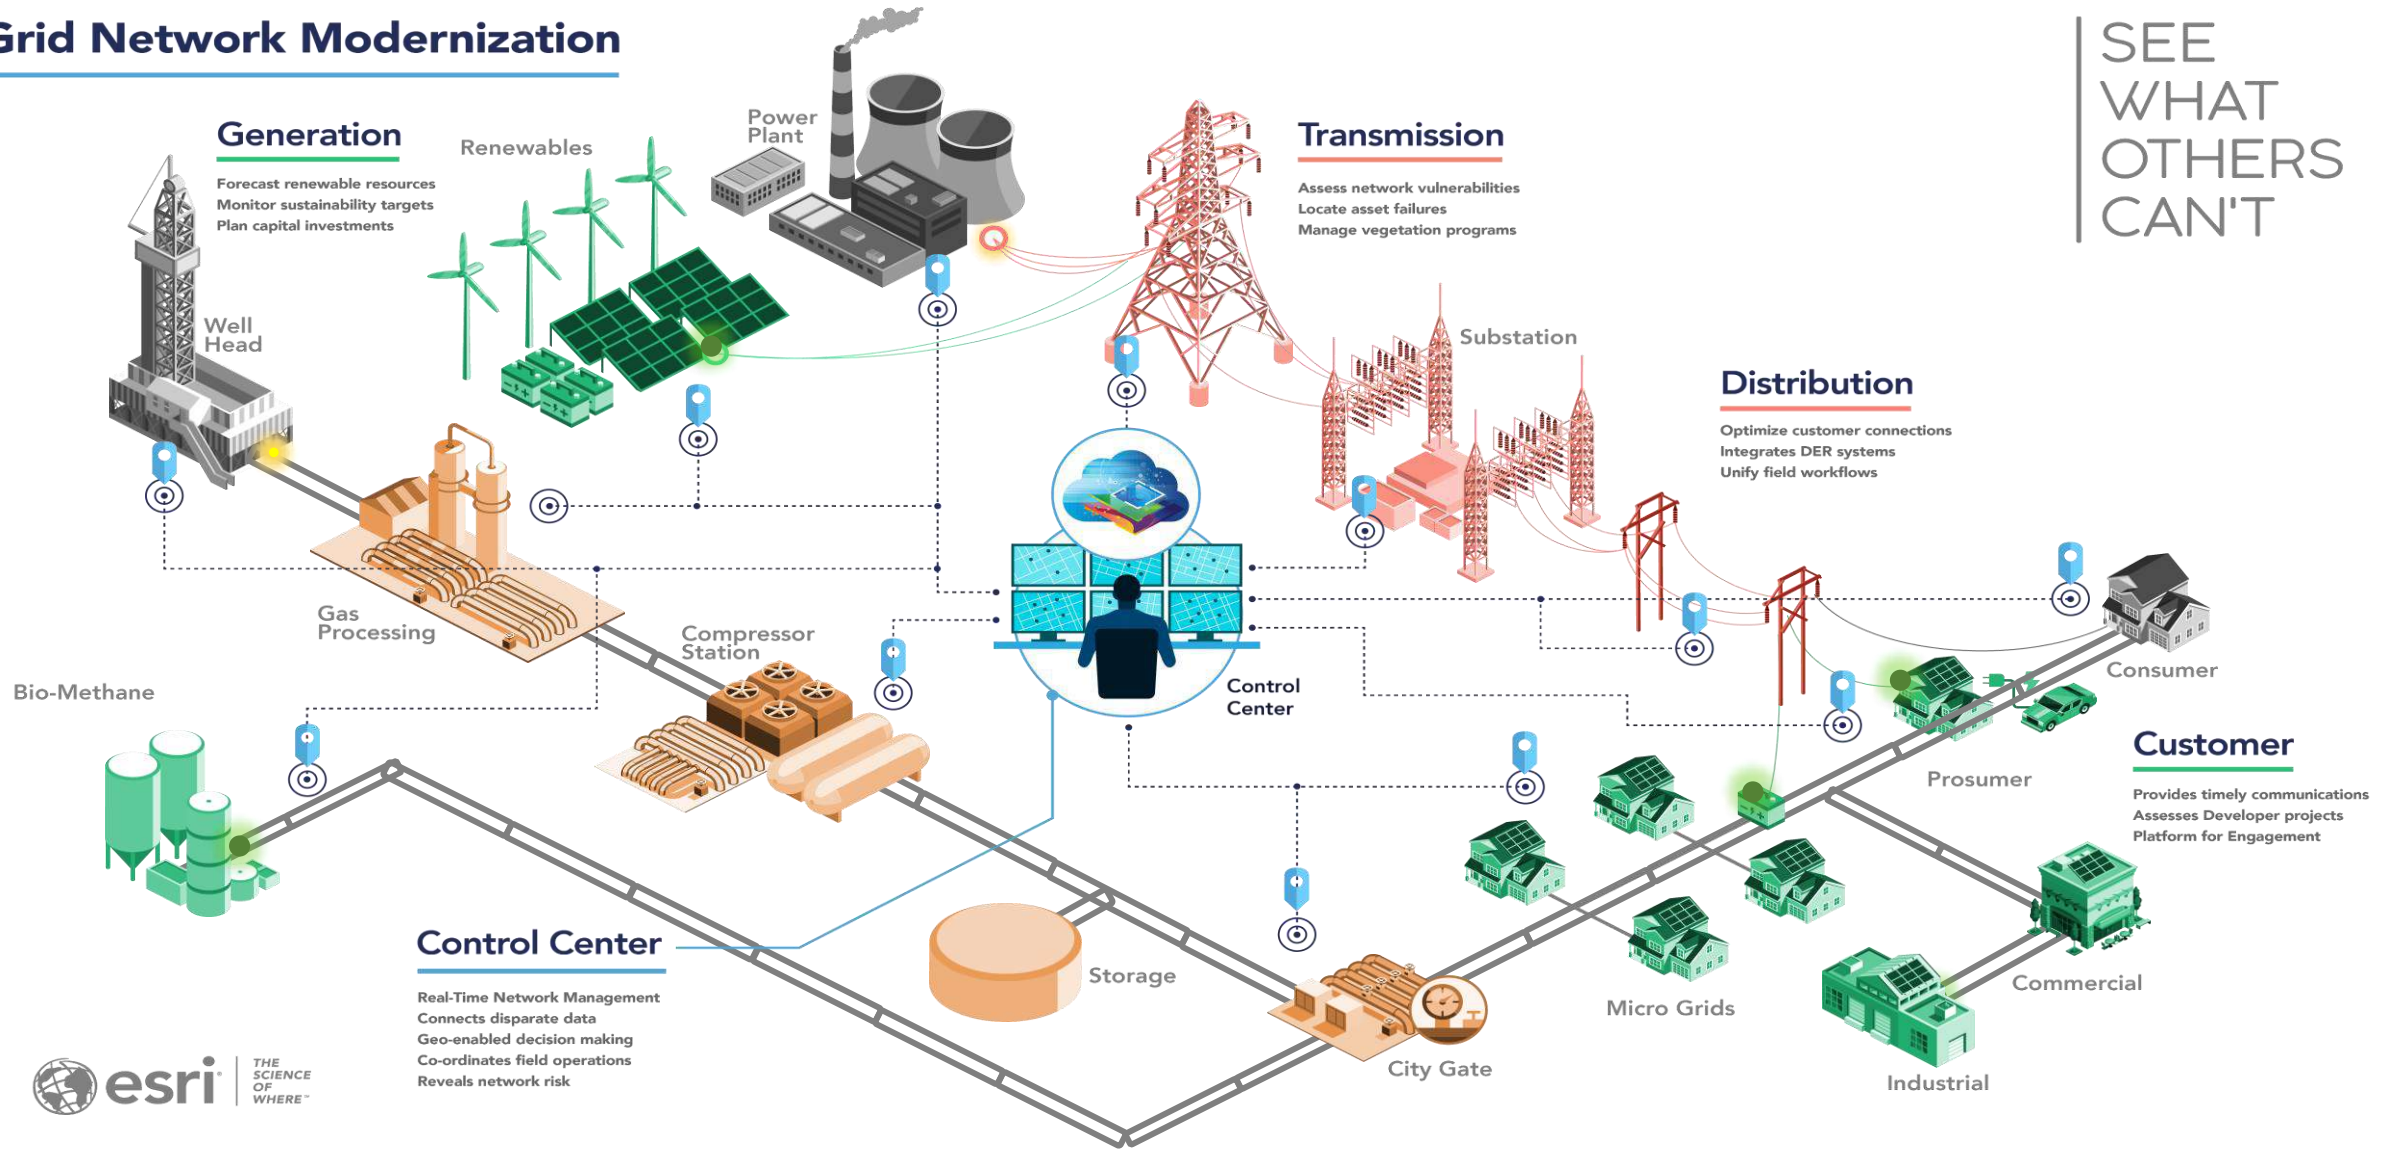 Grid Network Modernization
SEE
WHAT
OTHERS
CAN'T
Generation
Forecast renewable resources
Monitor sustainability targets
Plan capital investments
Renewables
Power
Plant
Transmission
Assess network vulnerabilities
Locate asset failures
Manage vegetation programs
Well
Head
Substation
Distribution
Optimize customer connections
Integrates DER systems
Unify field workflows
Gas
Processing
Compressor
Station
Bio-Methane
Control
Center
Consumer
Customer
Provides timely communications
Assesses Developer projects
Platform for Engagement
Prosumer
Control Center
Real-Time Network Management
Connects disparate data
Geo-enabled decision making
Co-ordinates field operations
Reveals network risk
Storage
City Gate
Micro Grids
Commercial
Industrial
esri
THE
SCIENCE
OF
WHERE™